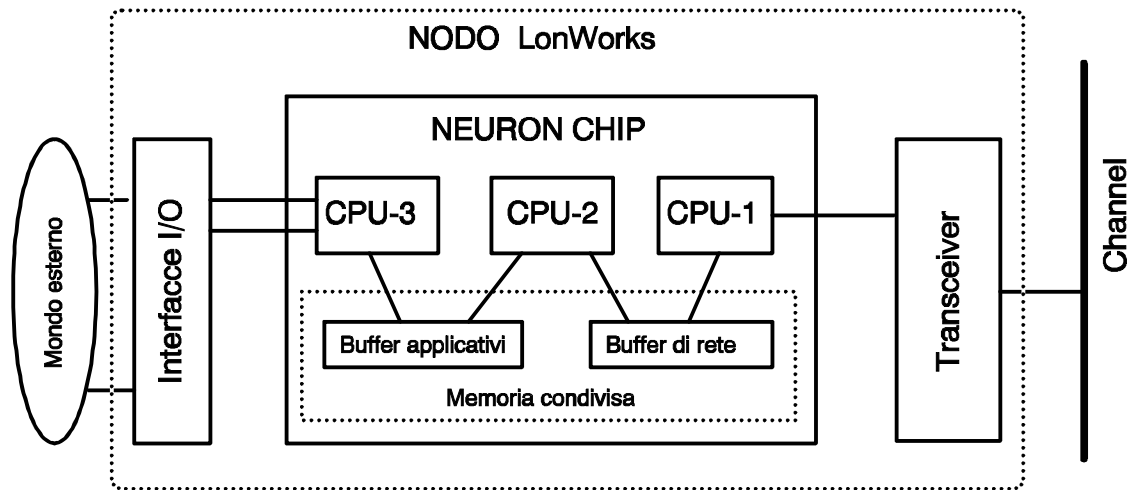 NODO LonWorks
NEURON CHIP
Mondo esterno
Interfacce I/O
CPU-3
CPU-2
CPU-1
Buffer applicativi
Buffer di rete
Memoria condivisa
Transceiver
Channel